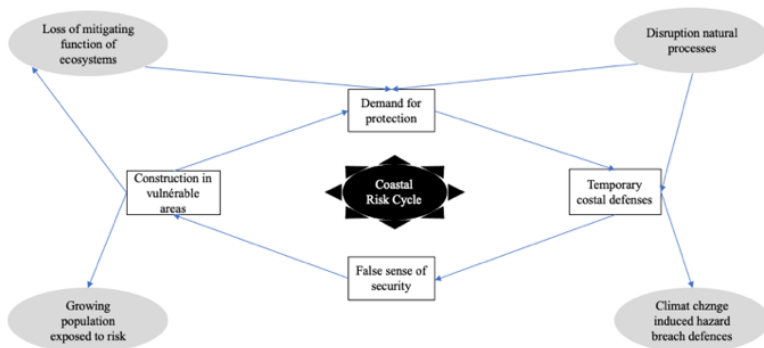 Loss of mitigating
function of
ecosystems
Disruption natural
processes
Demand for
protection
Construction in
vulnérable
areas
Coastal
Risk Cycle
Temporary
costal defenses
False sense of
security
Growing
population
exposed to risk
Climat chznge
induced hazard
breach defences